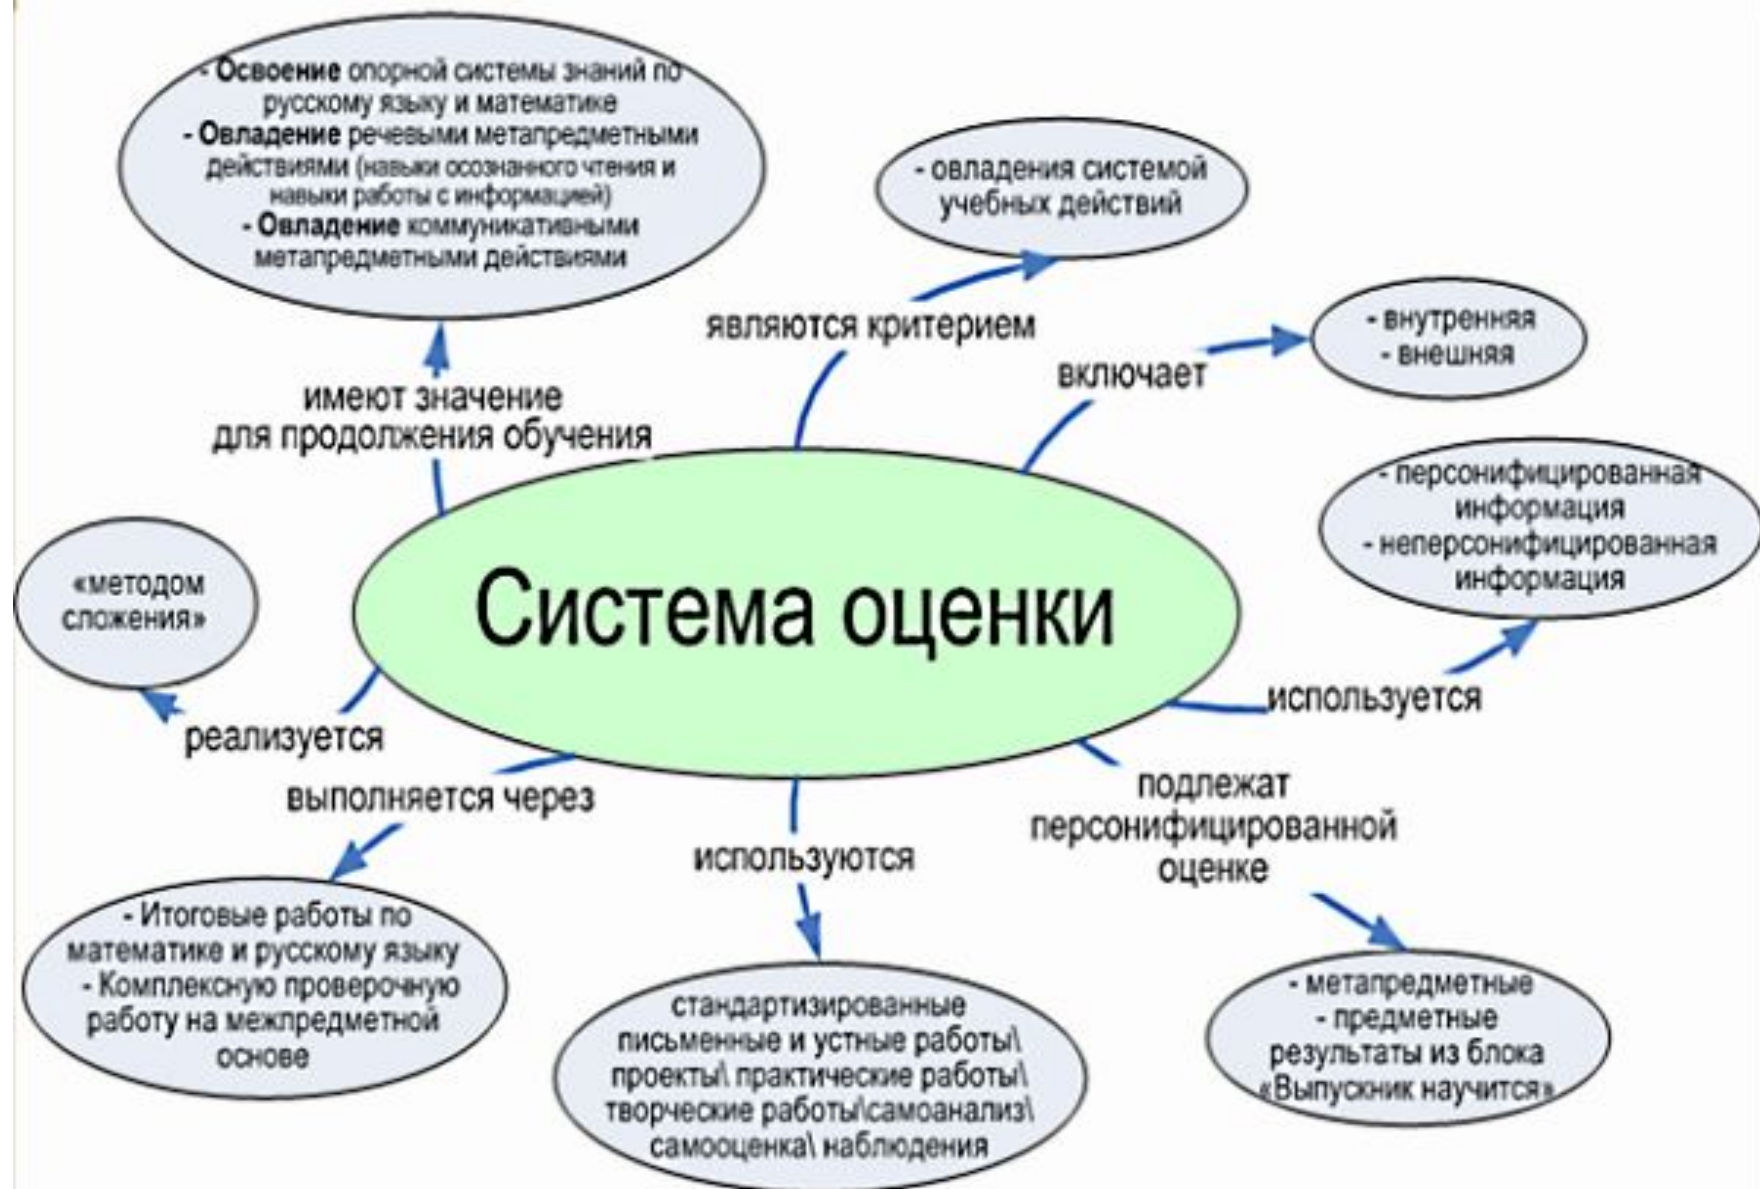 - Освоение опорной системы знаний по
русскому языку и математике
- Овладение речевыми метапредметными
действиями (навыки осознанного чтения и
навыки работы с информацией)
- Овладение коммуникативными
метапредметными действиями
- овладения системой
учебных действий
являются критерием
- внутренняя
- внешняя
включает
имеют значение
для продолжения обучения
- персонифицированная
информация
- неперсонифицированная
информация
«методом
сложения»
Система оценки
используется
реализуется
выполняется через
используются
подлежат
персонифицированной
оценке
- Итоговые работы по
математике и русскому языку
- Комплексную проверочную
работу на межпредметной
основе
стандартизированные
письменные и устные работы\
проекты\ практические работы\
творческие работы\самоанализ\
самооценка\ наблюдения
- метапредметные
- предметные
результаты из блока
«Выпускник научится»